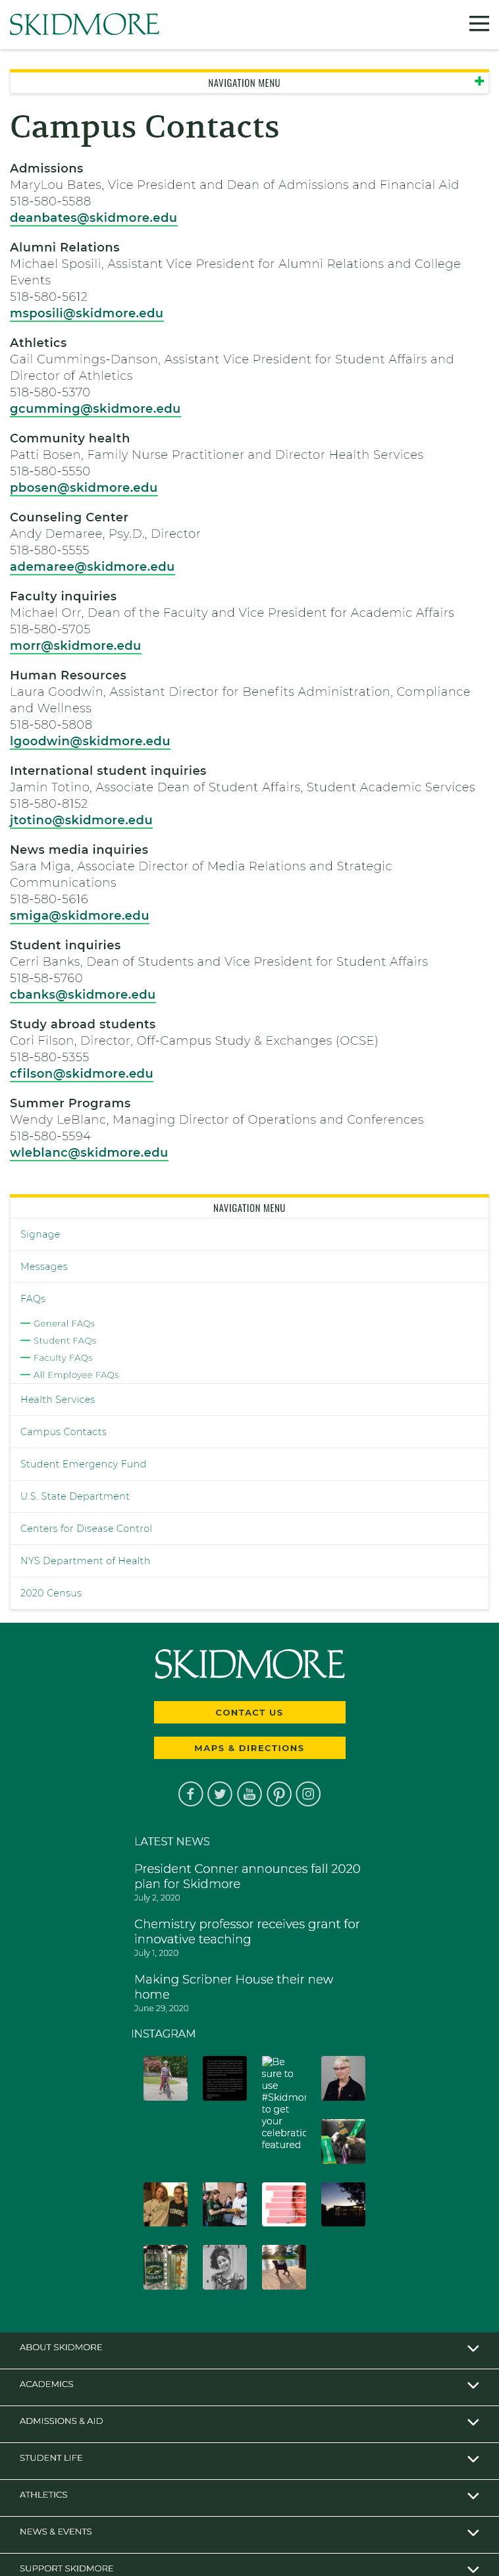 SKIDMORE
NAVIGATION MENU
Campus Contacts
Admissions
MaryLou Bates, Vice President and Dean of Admissions and Financial Aid
518-580-5588
deanbates@skidmore.edu
Alumni Relations
Michael Sposili, Assistant Vice President for Alumni Relations and College
Events
518-580-5612
msposili@skidmore.edu
Athletics
Gail Cummings-Danson, Assistant Vice President for Student Affairs and
Director of Athletics
518-580-5370
gcumming@skidmore.edu
Community health
Patti Bosen, Family Nurse Practitioner and Director Health Services
518-580-5550
pbosen@skidmore.edu
Counseling Center
Andy Demaree, Psy.D., Director
518-580-5555
ademaree@skidmore.edu
Faculty inquiries
Michael Orr, Dean of the Faculty and Vice President for Academic Affairs
518-580-5705
morr@skidmore.edu
Human Resources
Laura Goodwin, Assistant Director for Benefits Administration, Compliance
and Wellness
518-580-5808
lgoodwin@skidmore.edu
International student inquiries
Jamin Totino, Associate Dean of Student Affairs, Student Academic Services
518-580-8152
jtotino@skidmore.edu
News media inquiries
Sara Miga, Associate Director of Media Relations and Strategic
Communications
518-580-5616
smiga@skidmore.edu
Student inquiries
Cerri Banks, Dean of Students and Vice President for Student Affairs
518-58-5760
cbanks@skidmore.edu
Study abroad students
Cori Filson, Director, Off-Campus Study & Exchanges (OCSE)
518-580-5355
cfilson@skidmore.edu
Summer Programs
Wendy LeBlanc, Managing Director of Operations and Conferences
518-580-5594
wleblanc@skidmore.edu
NAVIGATION MENU
Signage
Messages
FAQs
General FAQs
Student FAQs
Faculty FAQs
All Employee FAQs
Health Services
Campus Contacts
Student Emergency Fund
U.S. State Department
Centers for Disease Control
NYS Department of Health
2020 Census
SKIDMORE
CONTACT US
MAPS & DIRECTIONS
LATEST NEWS
President Conner announces fall 2020
plan for Skidmore
July 2, 2020
Chemistry professor receives grant for
innovative teaching
July 1, 2020
Making Scribner House their new
home
June 29, 2020
INSTAGRAM
Be
sure to
use
#Skidmor
to get
your
celebratio
featured
ABOUT SKIDMORE
ACADEMICS
ADMISSIONS & AID
STUDENT LIFE
ATHLETICS
NEWS & EVENTS
SUPPORT SKIDMORE